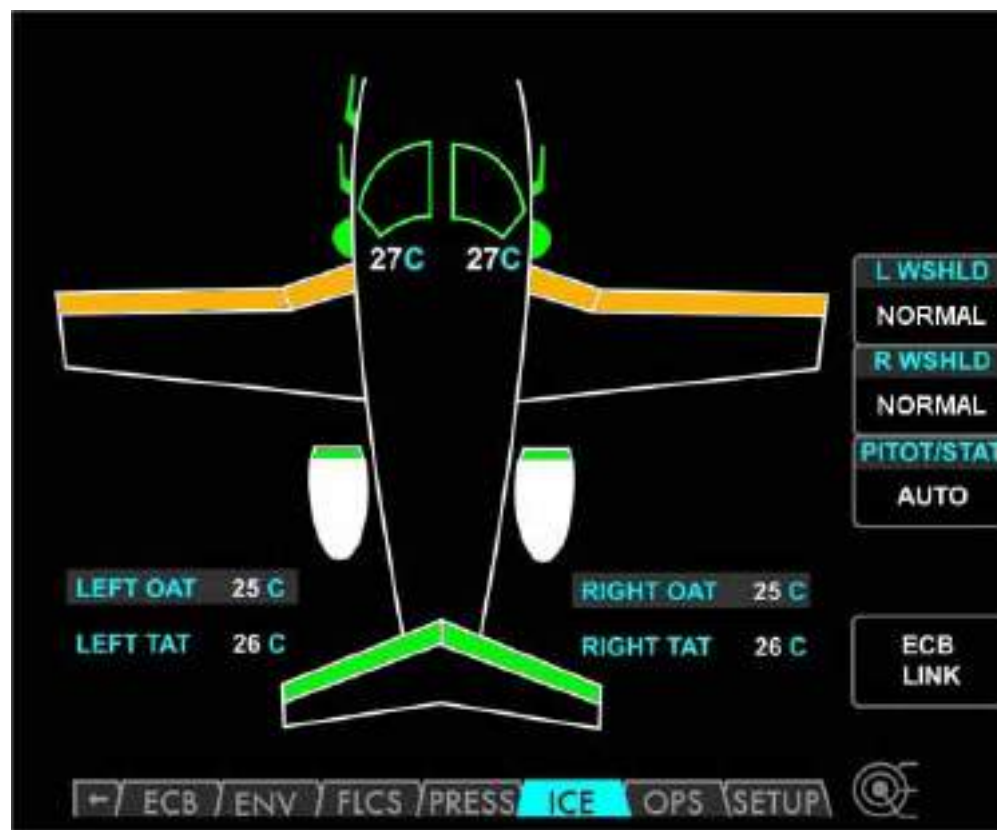 27C 27C
L WSHLD
NORMAL
R WSHLD
NORMAL
PITOT/STAT
AUTO
LEFT OAT 25 C RIGHT OAT 25 C
LEFT TAT 26 C RIGHT TAT 26 C
ECB
LINK
← ECB ENV FLCS PRESS ICE OPS SETUP